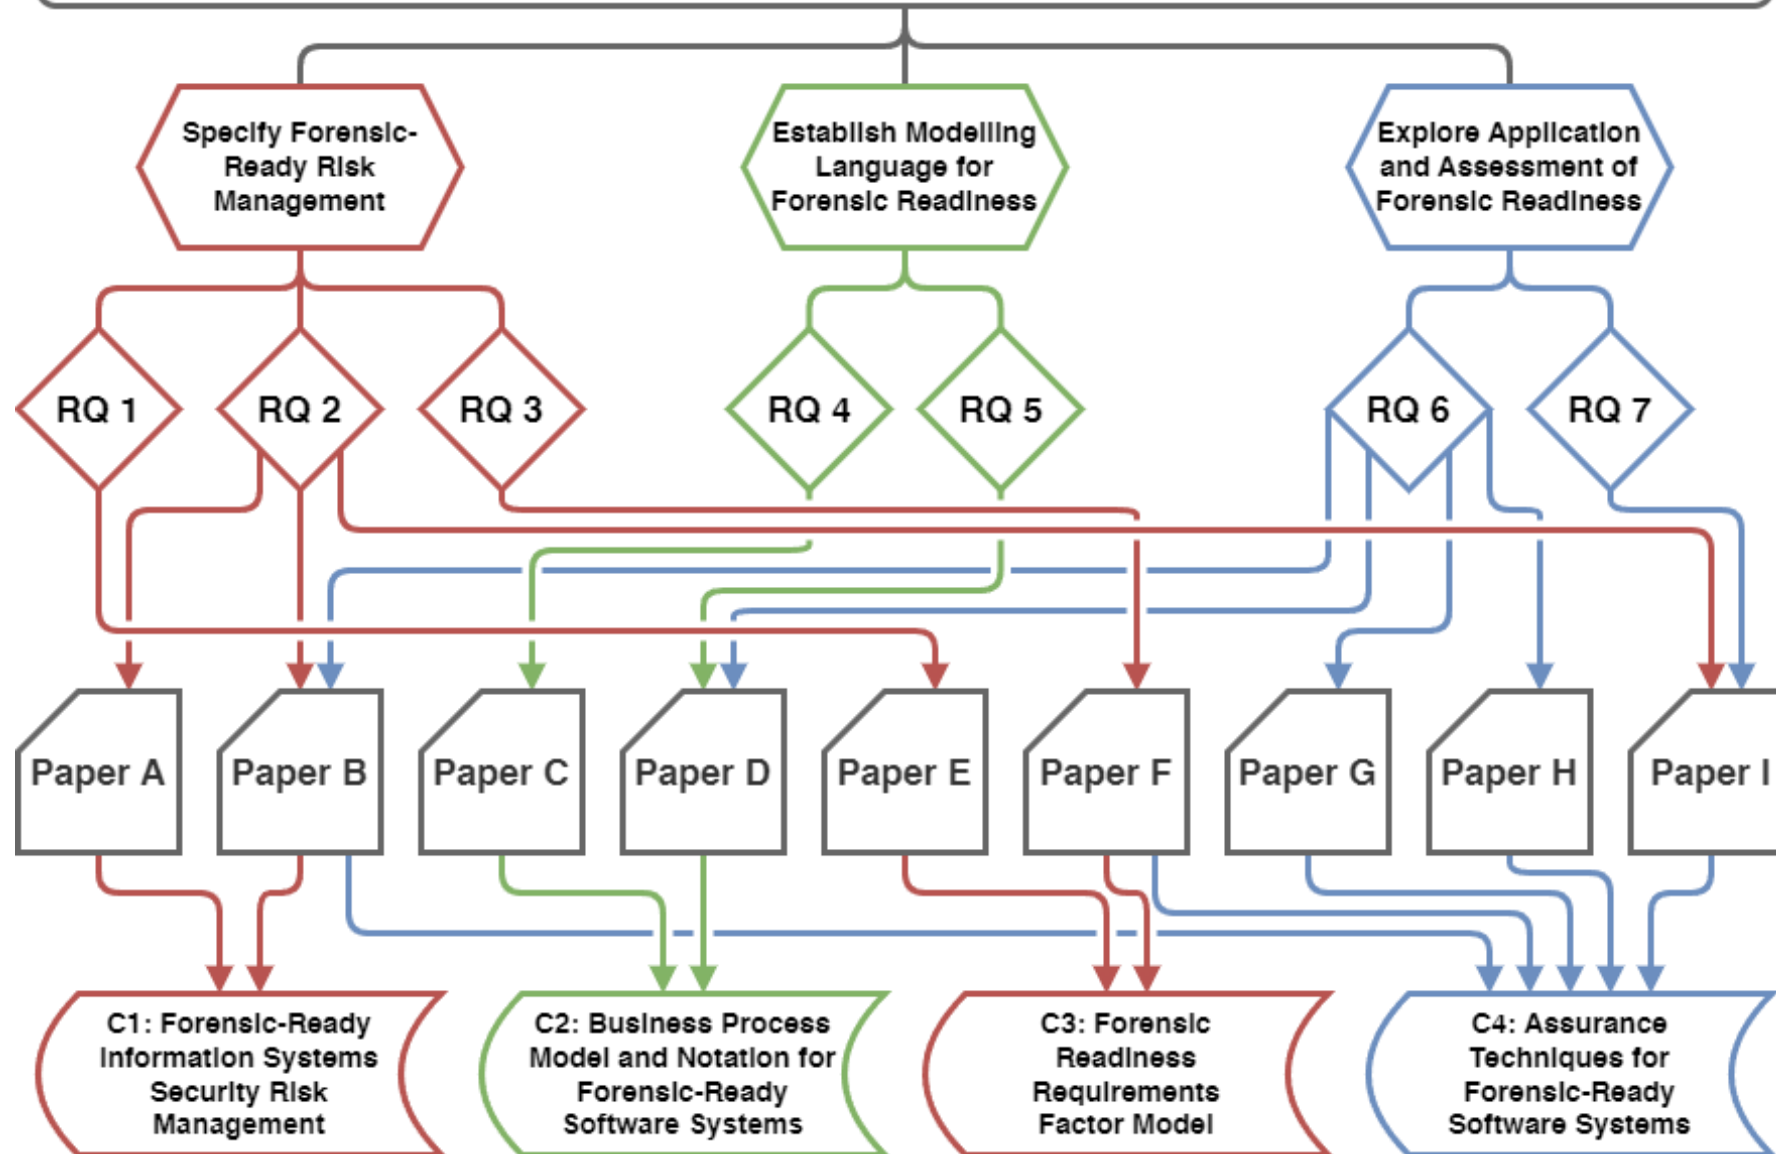 Specify Forensic-
Ready Risk
Management
Establish Modelling
Language for
Forensic Readiness
Explore Application
and Assessment of
Forensic Readiness
RQ 1
RQ 2
RQ 3
RQ 4
RQ 5
RQ 6
RQ 7
Paper A
Paper B
Paper C
Paper D
Paper E
Paper F
Paper G
Paper H
Paper I
C1: Forensic-Ready
Information Systems
Security Risk
Management
C2: Business Process
Model and Notation for
Forensic-Ready
Software Systems
C3: Forensic
Readiness
Requirements
Factor Model
C4: Assurance
Techniques for
Forensic-Ready
Software Systems